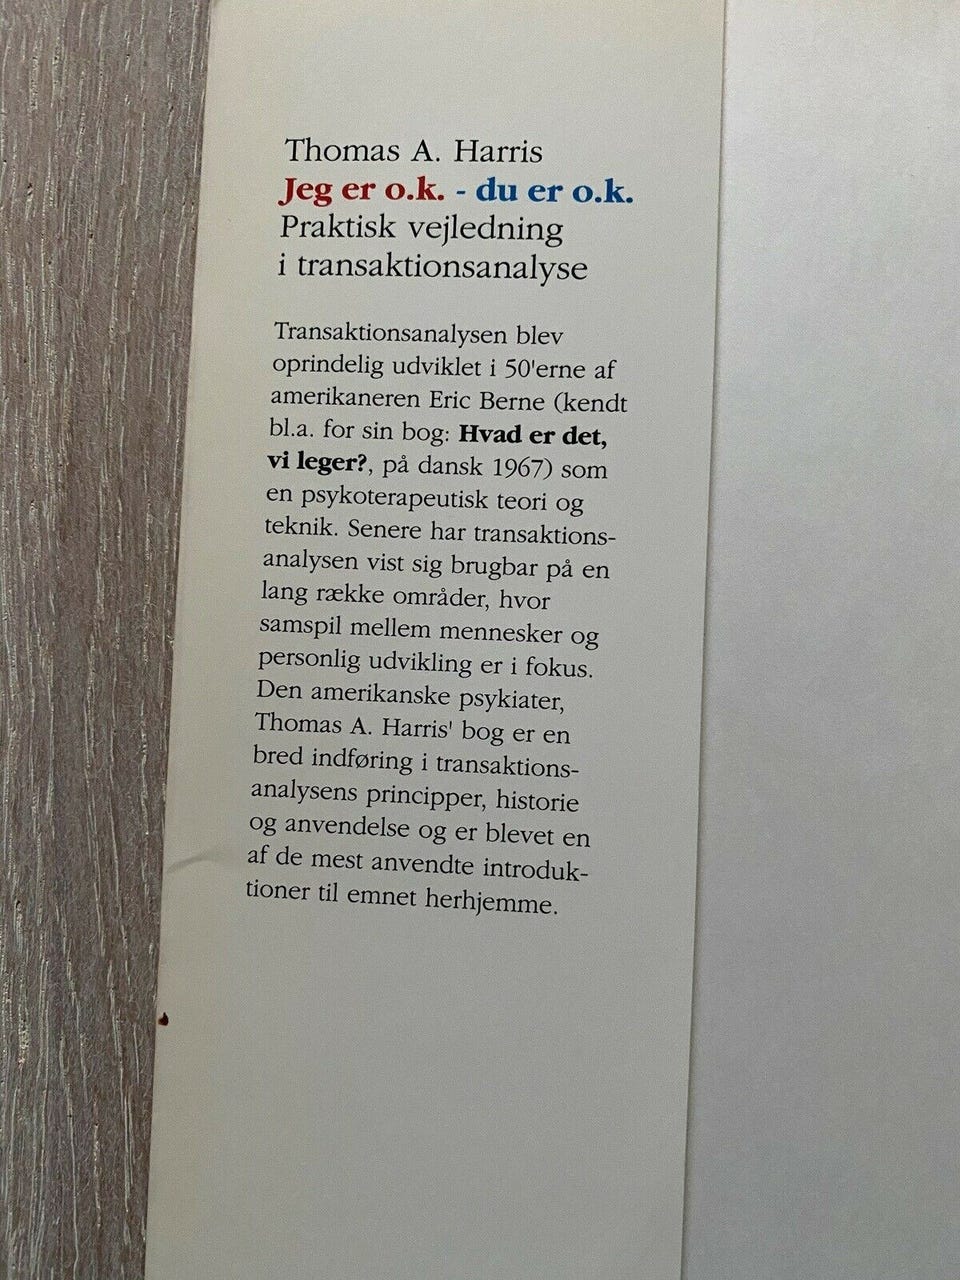 Thomas A. Harris
Jeg er o.k. - du er o.k.
Praktisk vejledning
i transaktionsanalyse
Transaktionsanalysen blev
oprindelig udviklet i 50'erne af
amerikaneren Eric Berne (kendt
bl.a. for sin bog: Hvad er det,
vi leger?, på dansk 1967) som
en psykoterapeutisk teori og
teknik. Senere har transaktions-
analysen vist sig brugbar på en
lang række områder, hvor
samspil mellem mennesker og
personlig udvikling er i fokus.
Den amerikanske psykiater,
Thomas A. Harris' bog er en
bred indføring i transaktions-
analysens principper, historie
og anvendelse og er blevet en
af de mest anvendte introduk-
tioner til emnet herhjemme.